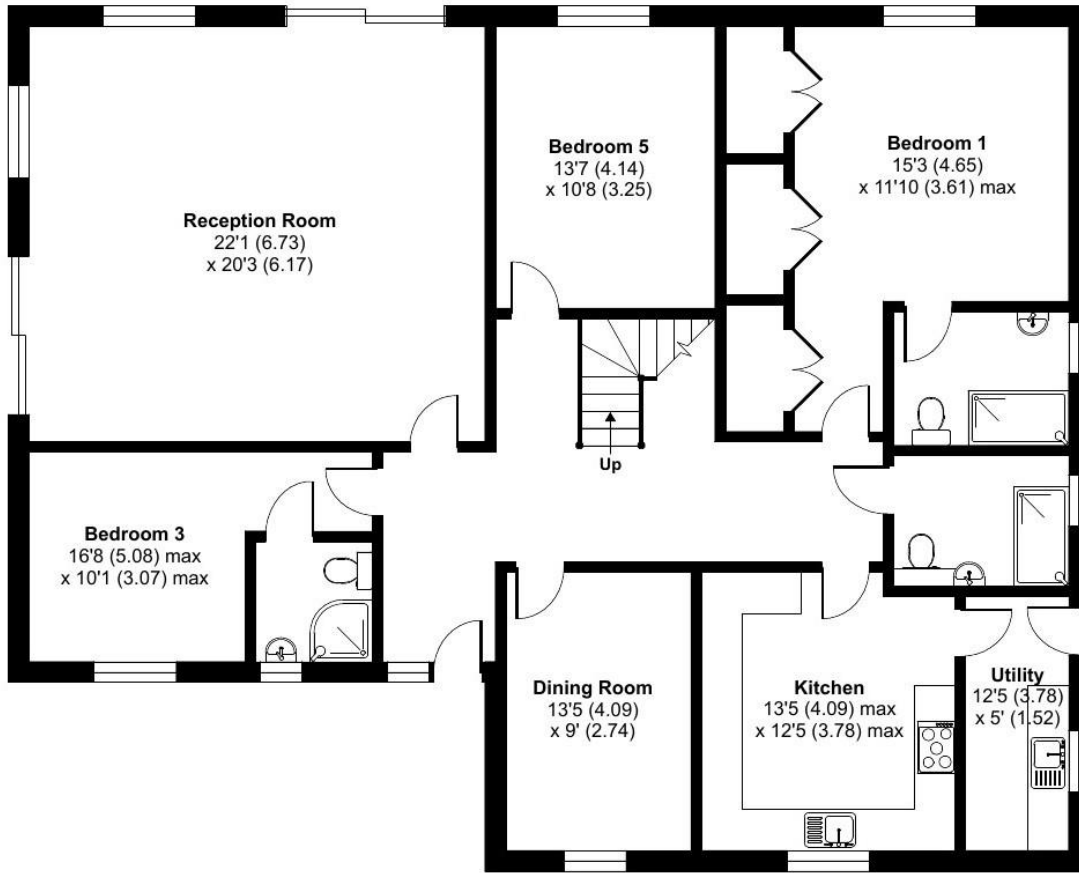 Bedroom 5
13'7 (4.14)
x 10'8 (3.25)
Bedroom 1
15'3 (4.65)
x 11'10 (3.61) max
Reception Room
22'1 (6.73)
x 20'3 (6.17)
Up
Bedroom 3
16'8 (5.08) max
x 10'1 (3.07) max
Dining Room
13'5 (4.09)
x 9' (2.74)
Kitchen
13'5 (4.09) max
x 12'5 (3.78) max
Utility
12'5 (3.78)
x 5' (1.52)